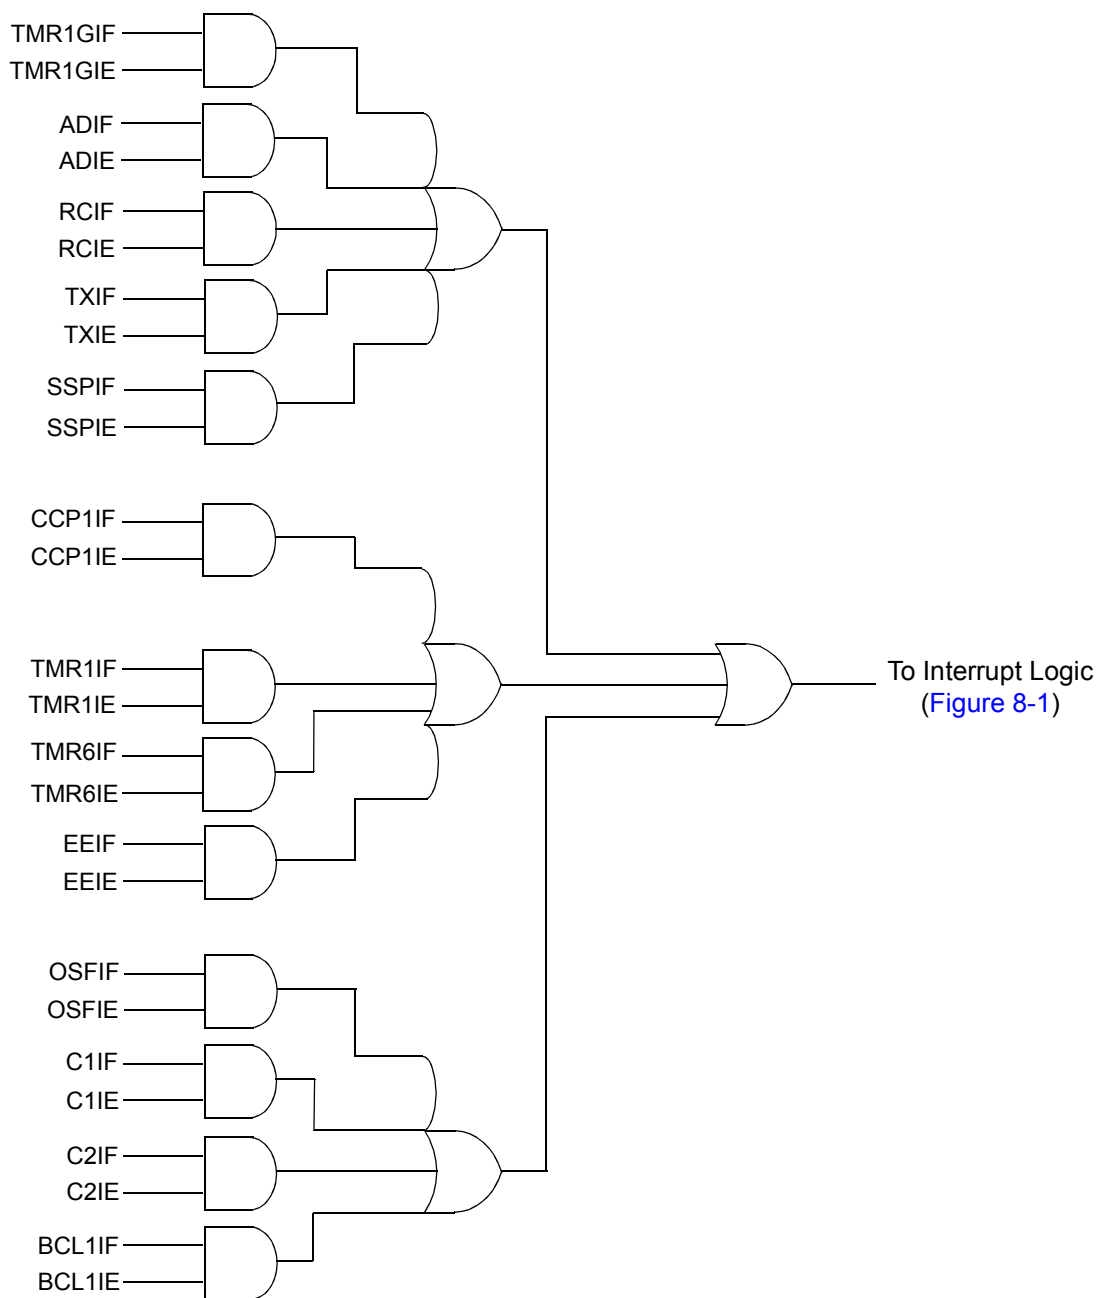 TMR1GIF
TMR1GIE
ADIF
ADIE
RCIF
RCIE
TXIF
TXIE
SSPIF
SSPIE
CCP1IF
CCP1IE
TMR1IF
TMR1IE
TMR6IF
TMR6IE
EEIF
EEIE
OSFIF
OSFIE
C1IF
C1IE
C2IF
C2IE
BCL1IF
BCL1IE
To Interrupt Logic
(Figure 8-1)